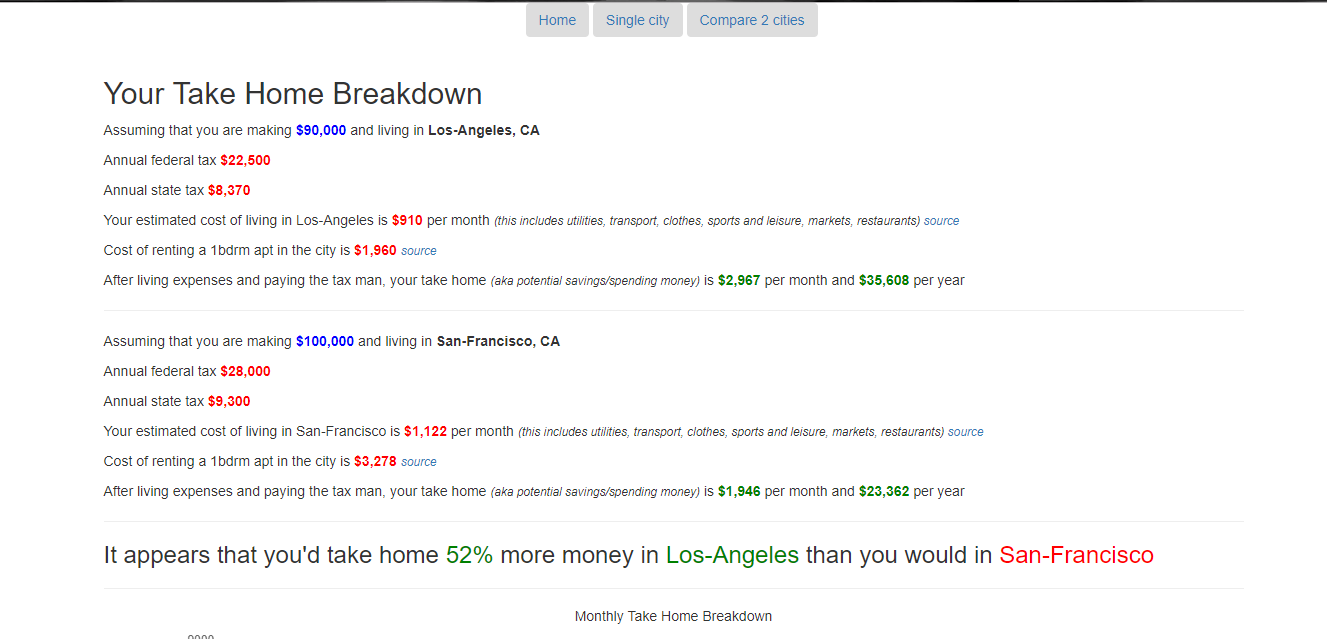 Home Single city Compare 2 cities
Your Take Home Breakdown
Assuming that you are making $90,000 and living in Los-Angeles, CA
Annual federal tax $22,500
Annual state tax $8,370
Your estimated cost of living in Los-Angeles is $910 per month (this includes utilities, transport, clothes, sports and leisure, markets, restaurants) source
Cost of renting a 1bdrm apt in the city is $1,960 source
After living expenses and paying the tax man, your take home (aka potential savings/spending money) is $2,967 per month and $35,608 per year
Assuming that you are making $100,000 and living in San-Francisco, CA
Annual federal tax $28,000
Annual state tax $9,300
Your estimated cost of living in San-Francisco is $1,122 per month (this includes utilities, transport, clothes, sports and leisure, markets, restaurants) source
Cost of renting a 1bdrm apt in the city is $3,278 source
After living expenses and paying the tax man, your take home (aka potential savings/spending money) is $1,946 per month and $23,362 per year
It appears that you'd take home 52% more money in Los-Angeles than you would in San-Francisco
Monthly Take Home Breakdown